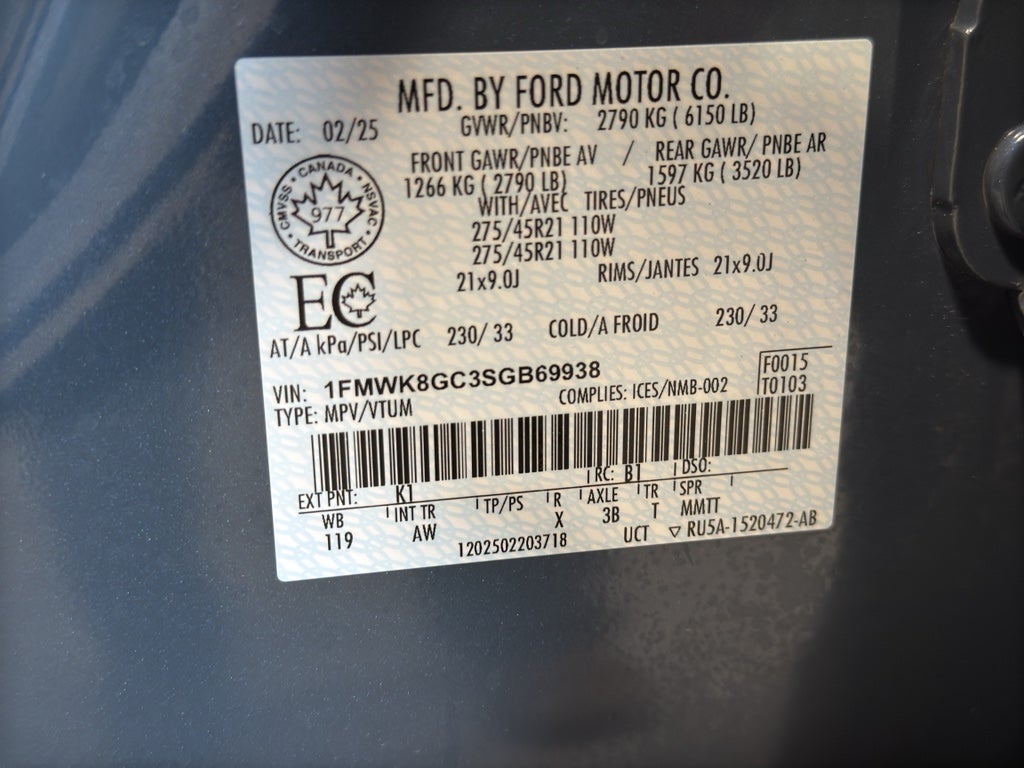 MFD. BY FORD MOTOR CO.
DATE: 02/25
GVWR/PNBV: 2790 KG ( 6150 LB)
FRONT GAWR/PNBE AV / REAR GAWR/ PNBE AR
1266 KG ( 2790 LB) 1597 KG ( 3520 LB)
WITH/AVEC TIRES/PNEUS
275/45R21 110W
275/45R21 110W
21x9.0J RIMS/JANTES 21x9.0J
CANADA
CMVSS NSVAC
977
TRANSPORT
EC
AT/A kPa/PSI/LPC 230/ 33 COLD/A FROID 230/ 33
VIN: 1FMWK8GC3SGB69938
TYPE: MPV/VTUM COMPLIES: ICES/NMB-002
F0015
T0103
EXT PNT: K1 RC: B1 DSO:
WB INT TR TP/PS R AXLE TR SPR
119 AW X 3B T MMTT
1202502203718 UCT ▽ RU5A-1520472-AB